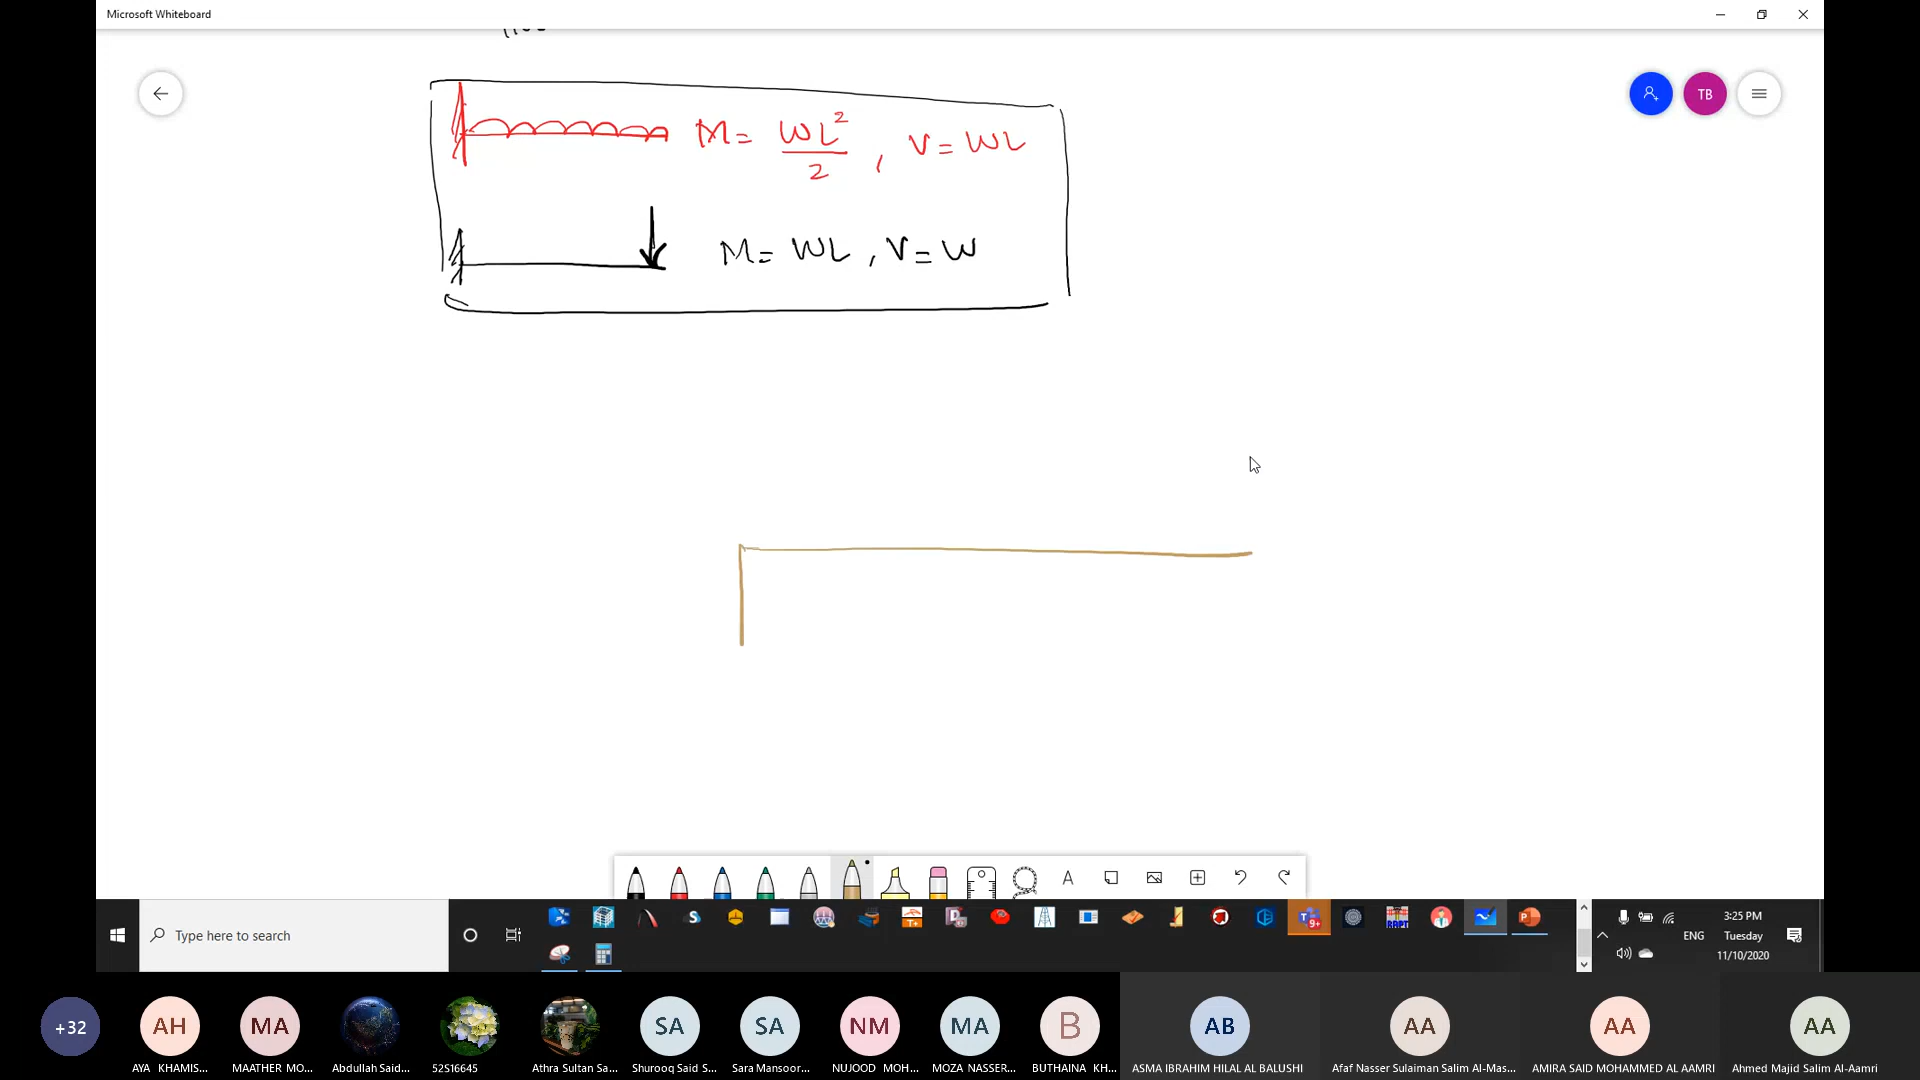 Microsoft Whiteboard
TB
M= WL²/2 , V= WL
M= WL , V= W
A
Type here to search
S
T+
9+
P
ENG
3:25 PM
Tuesday
11/10/2020
+32
AH
MA
SA
SA
NM
MA
B
AB
AA
AA
AA
AYA KHAMIS...
MAATHER MO...
Abdullah Said...
52S16645
Athra Sultan Sa...
Shurooq Said S...
Sara Mansoor...
NUJOOD MOH...
MOZA NASSER...
BUTHAINA KH...
ASMA IBRAHIM HILAL AL BALUSHI
Afaf Nasser Sulaiman Salim Al-Mas...
AMIRA SAID MOHAMMED AL AAMRI
Ahmed Majid Salim Al-Aamri